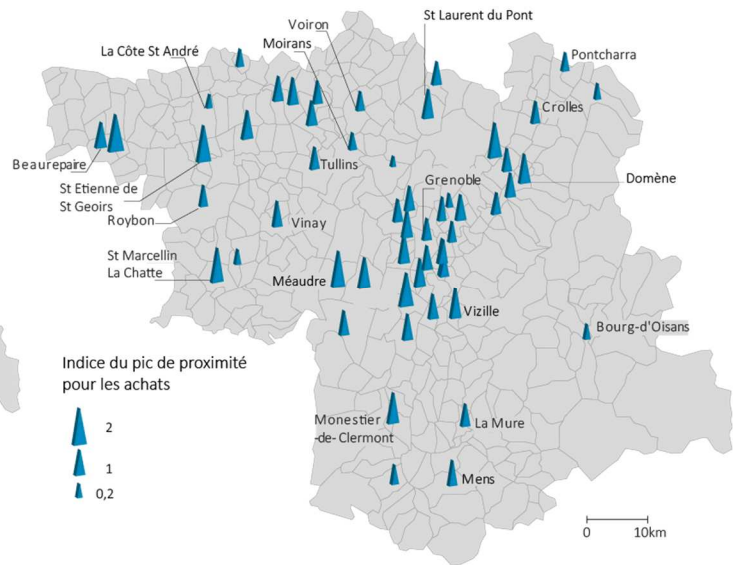 St Laurent du Pont
Voiron
Moirans
La Côte St André
Pontcharra
Crolles
Beaurepaire
St Etienne de
St Geoirs
Tullins
Grenoble
Domène
Roybon
Vinay
St Marcellin
La Chatte
Méaudre
Vizille
Bourg-d'Oisans
Indice du pic de proximité
pour les achats
2
1
0,2
Monestier
-de-Clermont
La Mure
Mens
0 10km